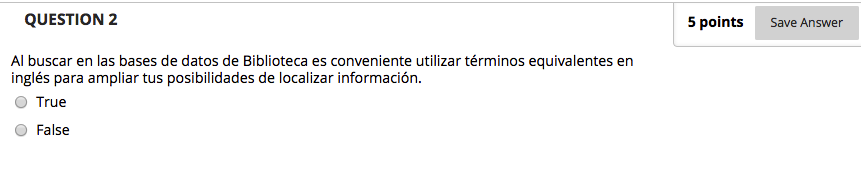 QUESTION 2
5 points
Save Answer
Al buscar en las bases de datos de Biblioteca es conveniente utilizar términos equivalentes en
inglés para ampliar tus posibilidades de localizar información.
True
False